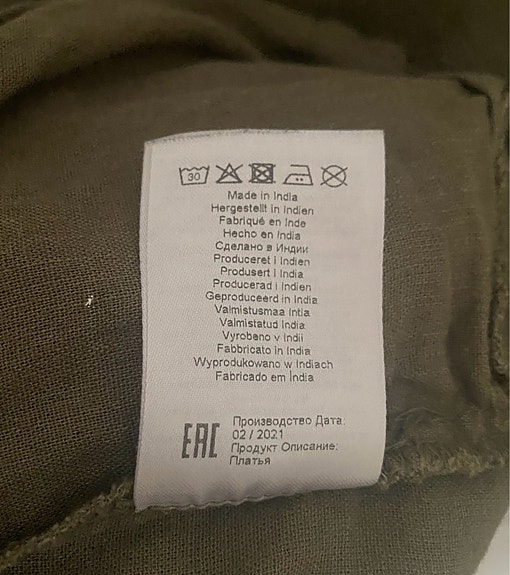 30
Made in India
Hergestellt in Indien
Fabriqué en Inde
Hecho en India
Сделано в Индии
Produceret i Indien
Produsert i India
Producerad i Indien
Geproduceerd in India
Valmistusmaa Intia
Valmistatud India
Vyrobeno v Indii
Fabbricato in India
Wyprodukowano w Indiach
Fabricado em Índia
EAC
Производство Дата:
02 / 2021
Продукт Описание:
Платья